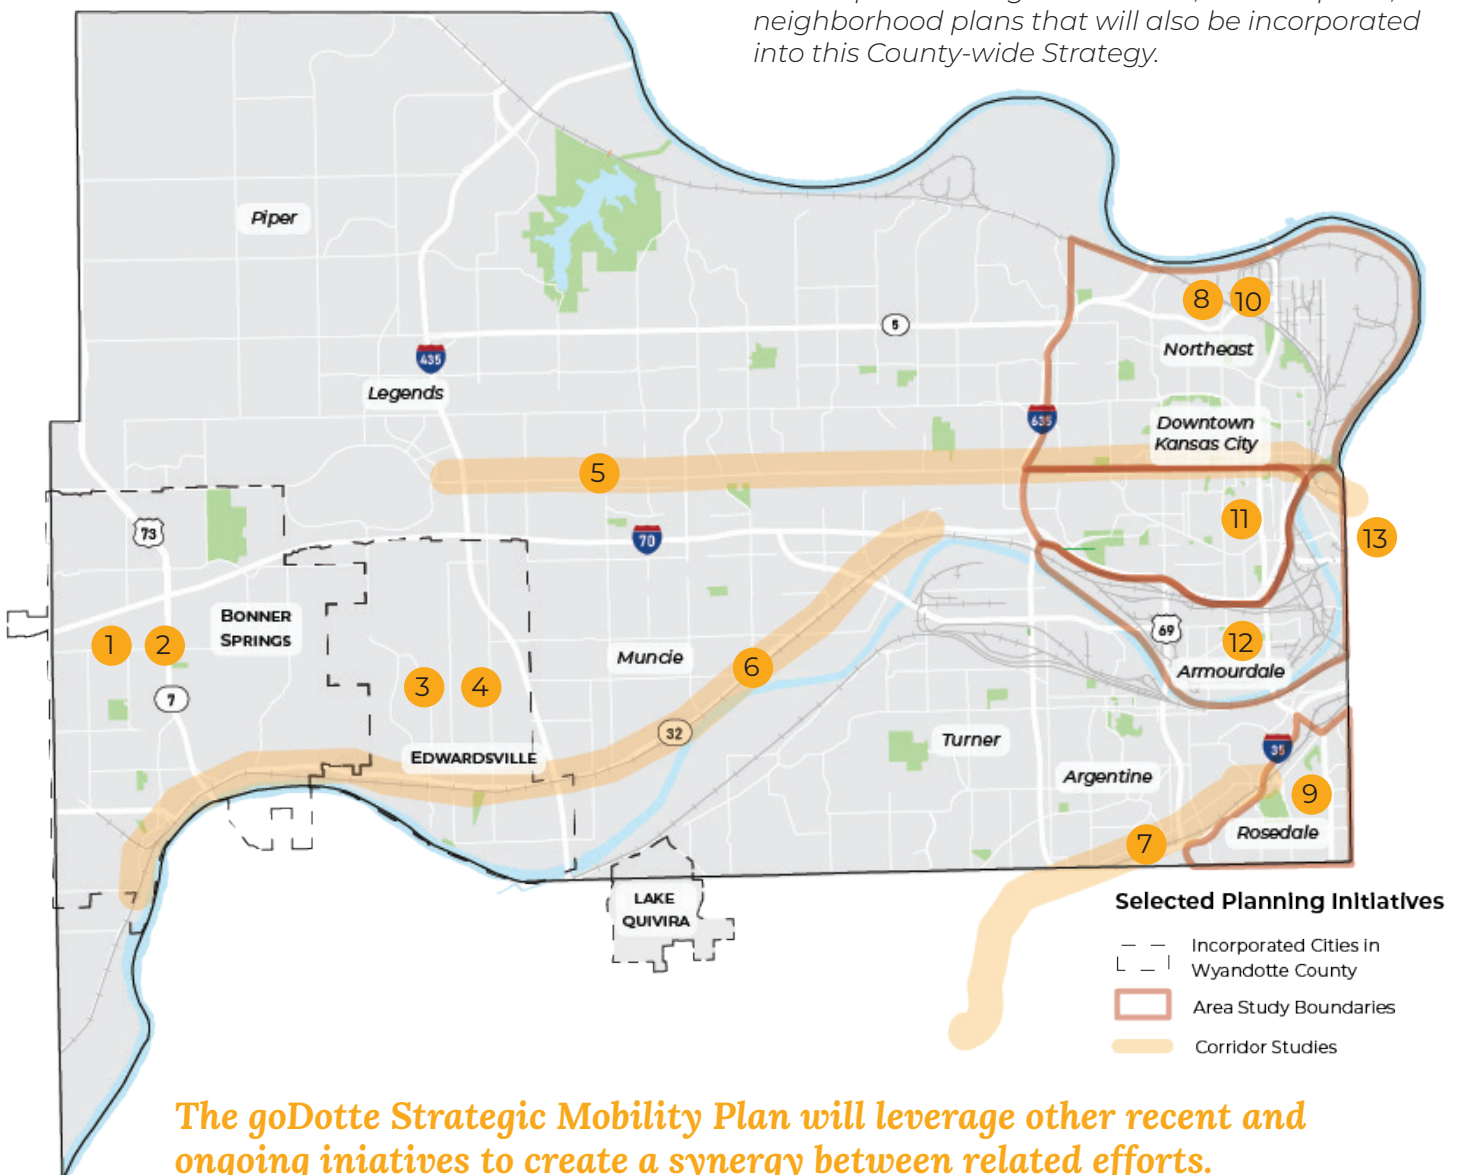 neighborhood plans that will also be incorporated
into this County-wide Strategy.
Piper
5
8
10
Northeast
435
Legends
635
Downtown
Kansas City
5
11
73
70
13
BONNER
SPRINGS
1
2
69
12
Muncie
6
Armourdale
3
4
7
32
Turner
35
EDWARDSVILLE
Argentine
9
Rosedale
7
LAKE
QUIVIRA
Selected Planning Initiatives
Incorporated Cities in
Wyandotte County
Area Study Boundaries
Corridor Studies
The goDotte Strategic Mobility Plan will leverage other recent and
ongoing iniatives to create a synergy between related efforts.